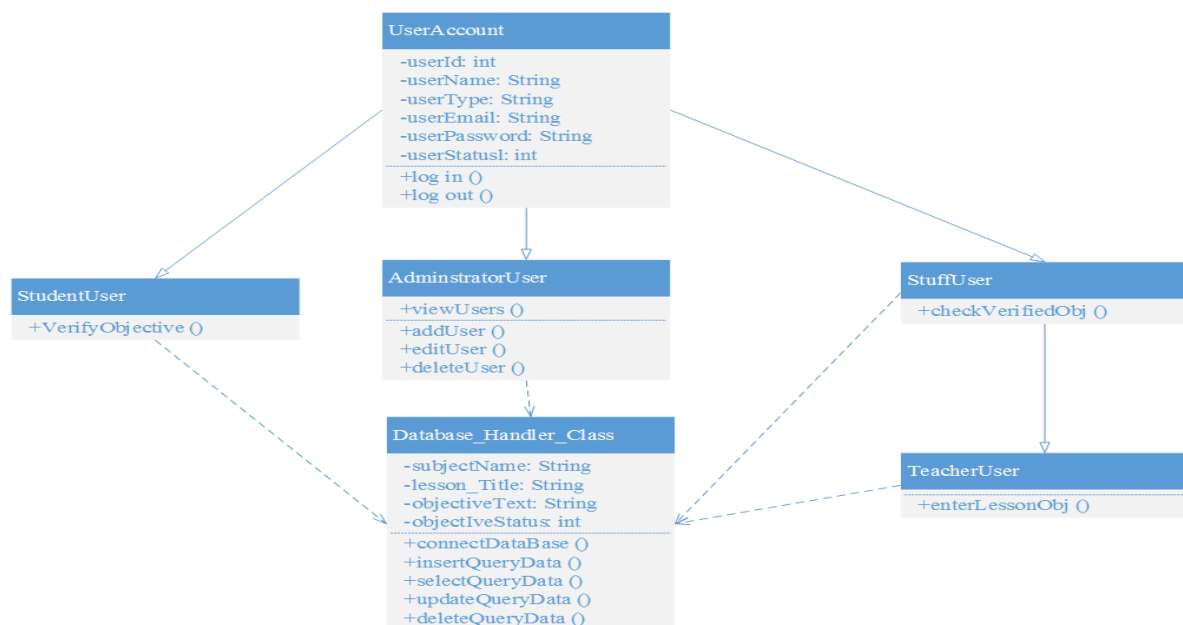 UserAccount
-userId: int
-userName: String
-userType: String
-userEmail: String
-userPassword: String
-userStatusl: int
+log in ()
+log out ()
StudentUser
+VerifyObjective ()
AdminstratorUser
+viewUsers ()
+addUser ()
+editUser ()
+deleteUser ()
StuffUser
+checkVerifiedObj ()
Database_Handler_Class
-subjectName: String
-lesson_Title: String
-objectiveText: String
-objectIveStatus: int
+connectDataBase ()
+insertQueryData ()
+selectQueryData ()
+updateQueryData ()
+deleteQueryData ()
TeacherUser
+enterLessonObj ()